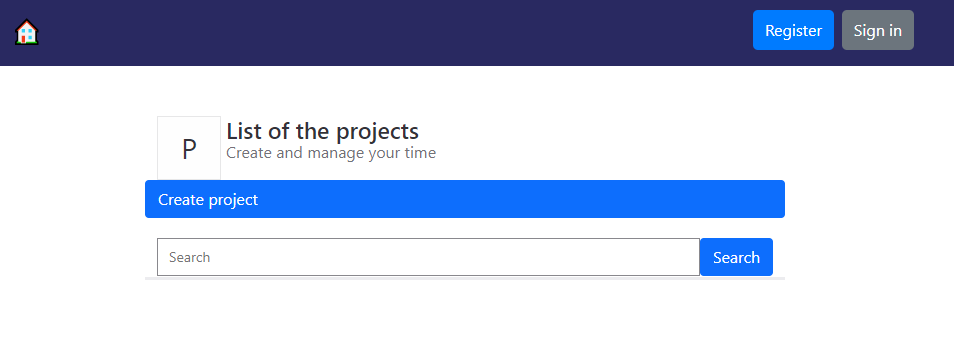 Register Sign in
P
List of the projects
Create and manage your time
Create project
Search Search